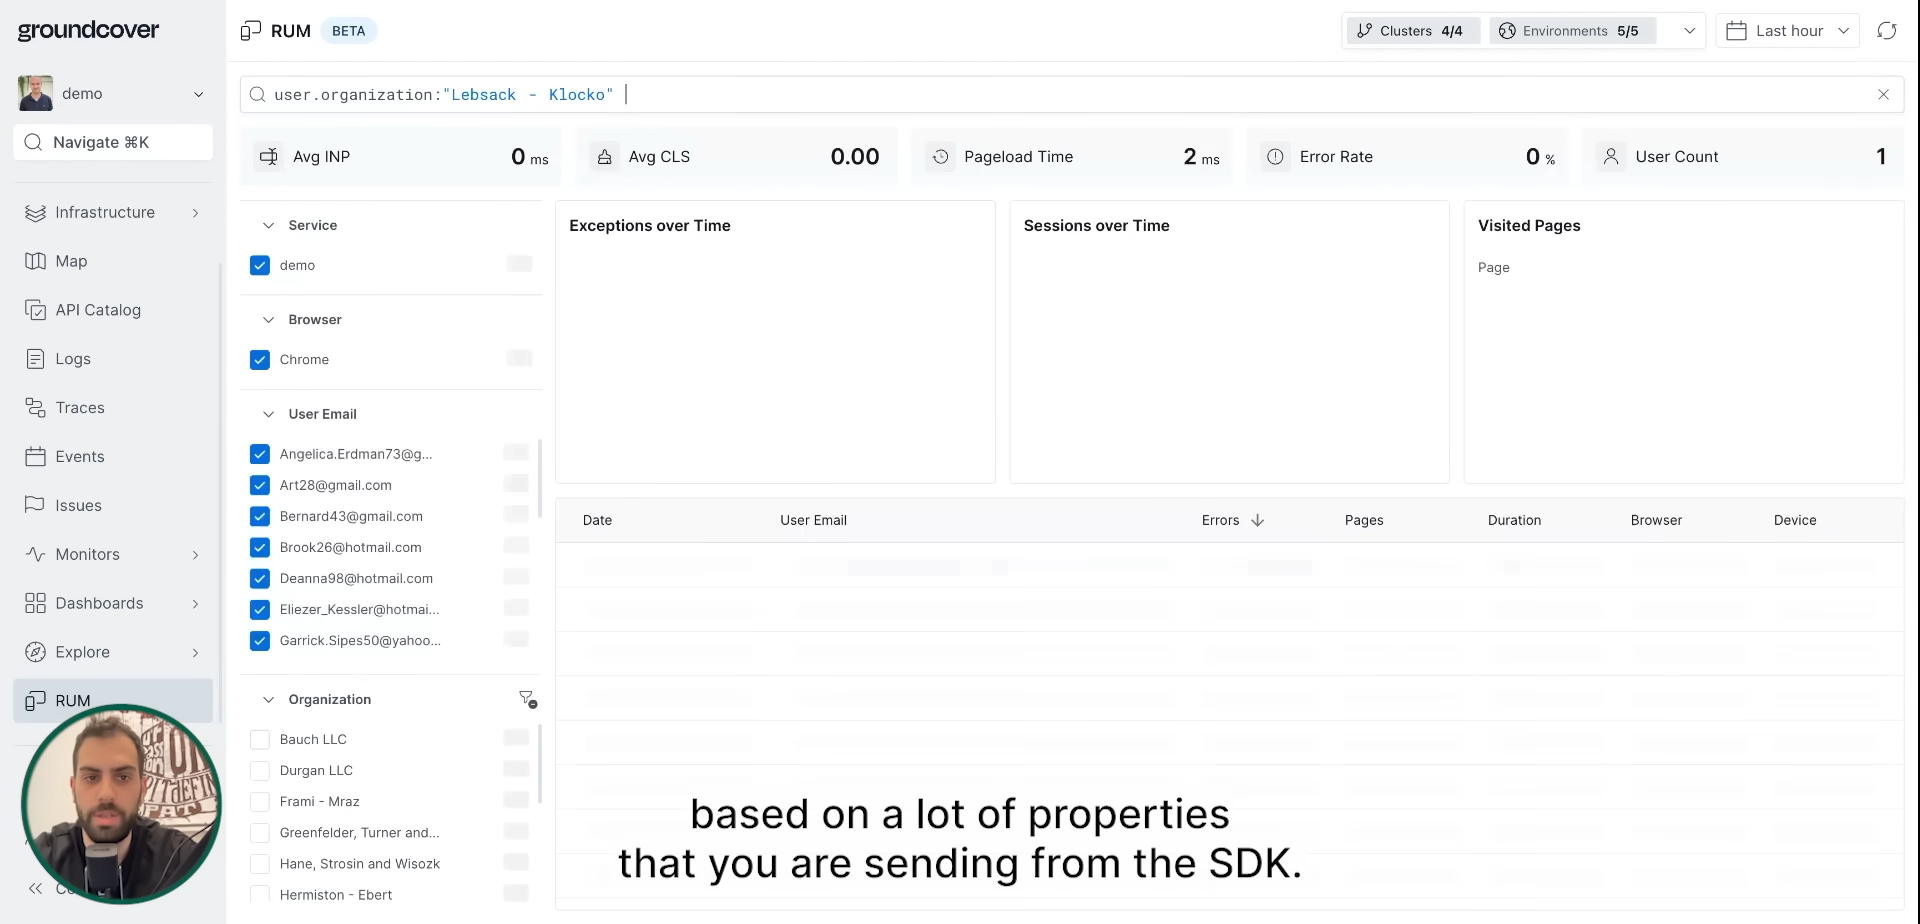 groundcover
RUM
BETA
Clusters 4/4
Environments 5/5
Last hour
demo
user.organization:"Lebsack - Klocko"
Navigate ⌘K
Avg INP
0 ms
Avg CLS
0.00
Pageload Time
2 ms
Error Rate
0 %
User Count
1
Infrastructure
Map
API Catalog
Logs
Traces
Events
Issues
Monitors
Dashboards
Explore
RUM
Service
demo
Browser
Chrome
User Email
Angelica.Erdman73@g...
Art28@gmail.com
Bernard43@gmail.com
Brook26@hotmail.com
Deanna98@hotmail.com
Eliezer_Kessler@hotmai...
Garrick.Sipes50@yahoo...
Organization
Bauch LLC
Durgan LLC
Frami - Mraz
Greenfelder, Turner and...
Hane, Strosin and Wisozk
Hermiston - Ebert
Exceptions over Time
Sessions over Time
Visited Pages
Page
Date
User Email
Errors
Pages
Duration
Browser
Device
based on a lot of properties
that you are sending from the SDK.